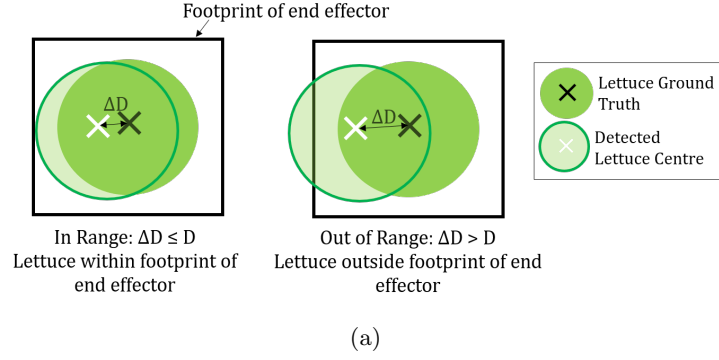 Footprint of end effector
ΔD
ΔD
Lettuce Ground
Truth
Detected
Lettuce Centre
In Range: ΔD ≤ D
Lettuce within footprint of
end effector
Out of Range: ΔD > D
Lettuce outside footprint of end
effector
(a)